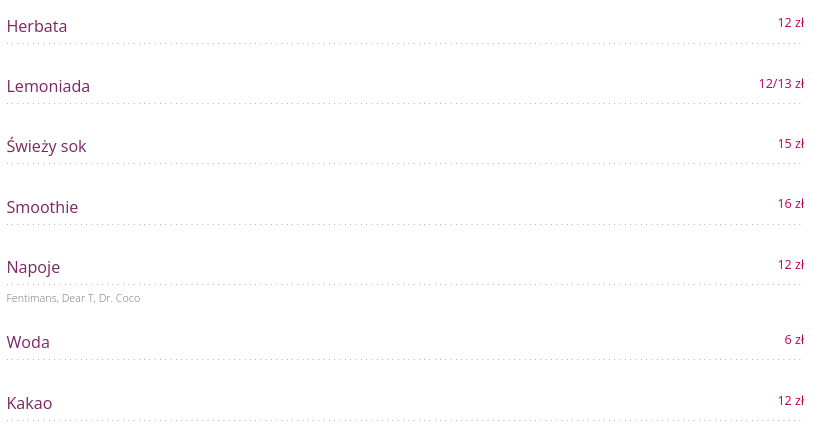 Herbata 12 zł
Lemoniada 12/13 zł
Świeży sok 15 zł
Smoothie 16 zł
Napoje 12 zł
Fentimans, Dear T, Dr. Coco
Woda 6 zł
Kakao 12 zł